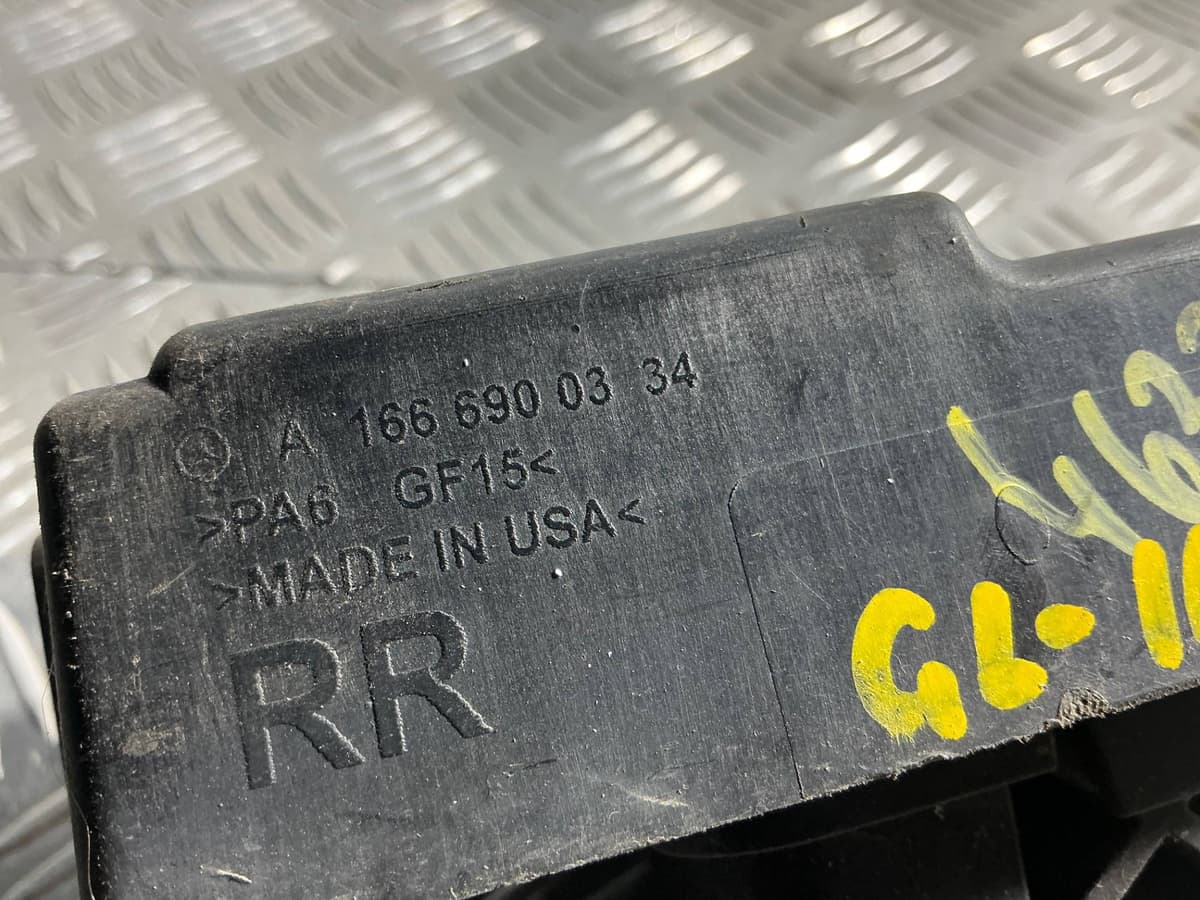 A 166 690 03 34
>PA6 GF15<
>MADE IN USA<
RR
GL-